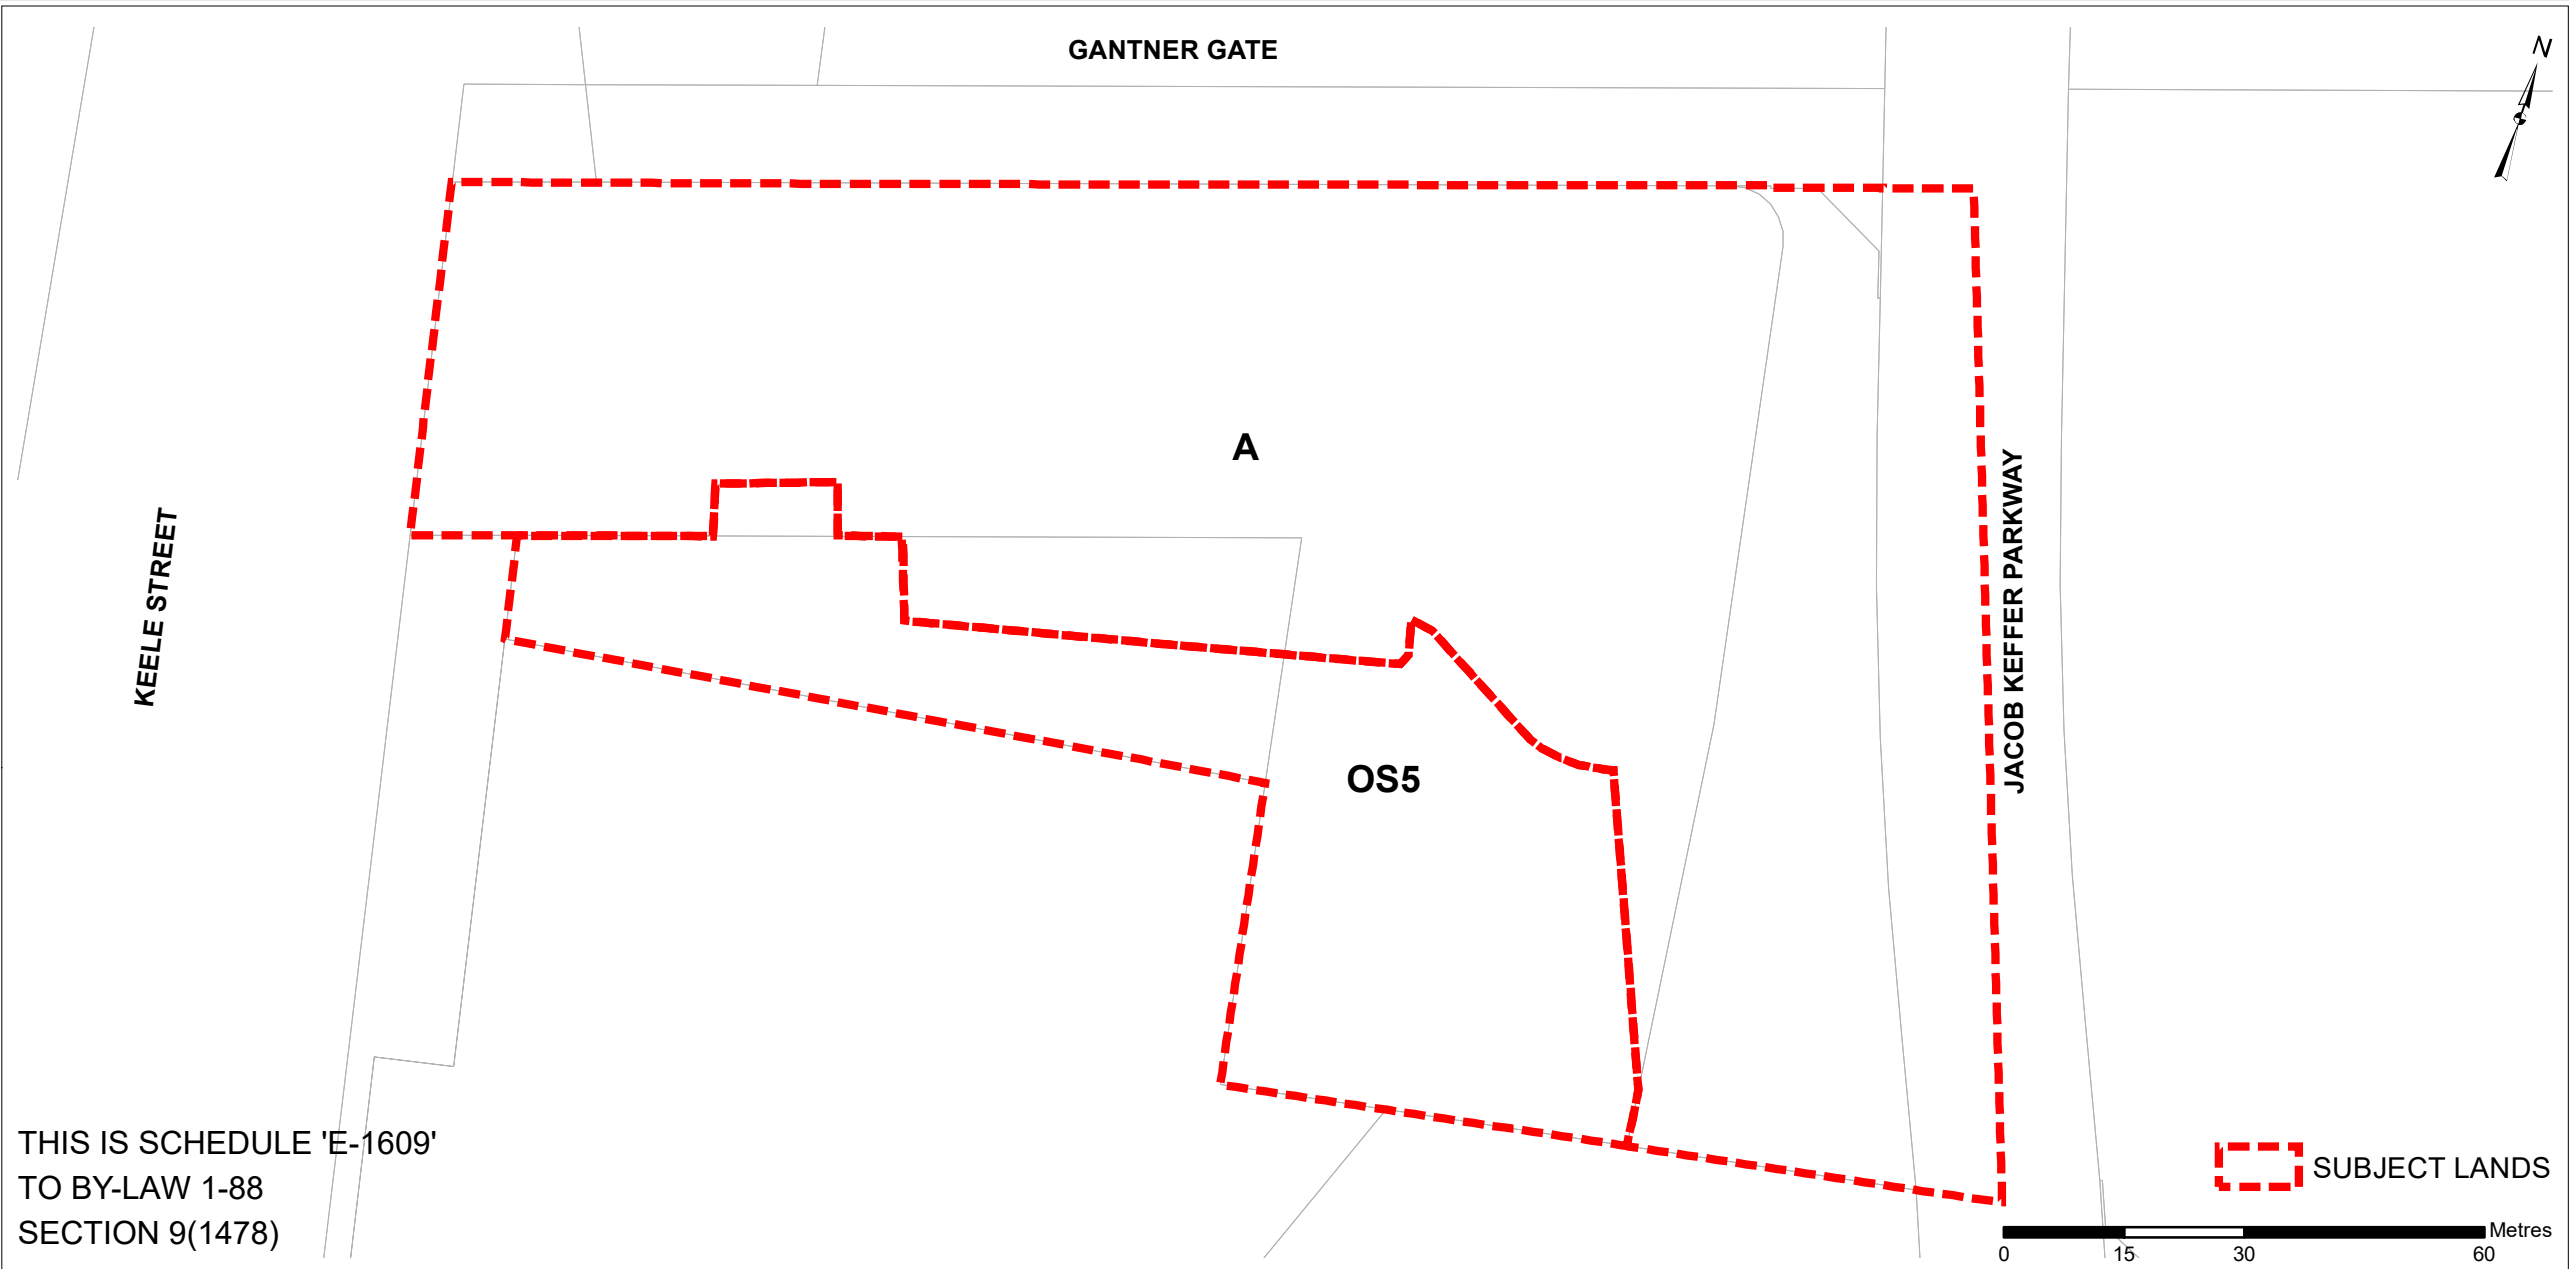 GANTNER GATE
N
A
KEELE STREET
JACOB KEFFER PARKWAY
OS5
THIS IS SCHEDULE 'E-1609'
TO BY-LAW 1-88
SECTION 9(1478)
SUBJECT LANDS
Metres
0 15 30 60